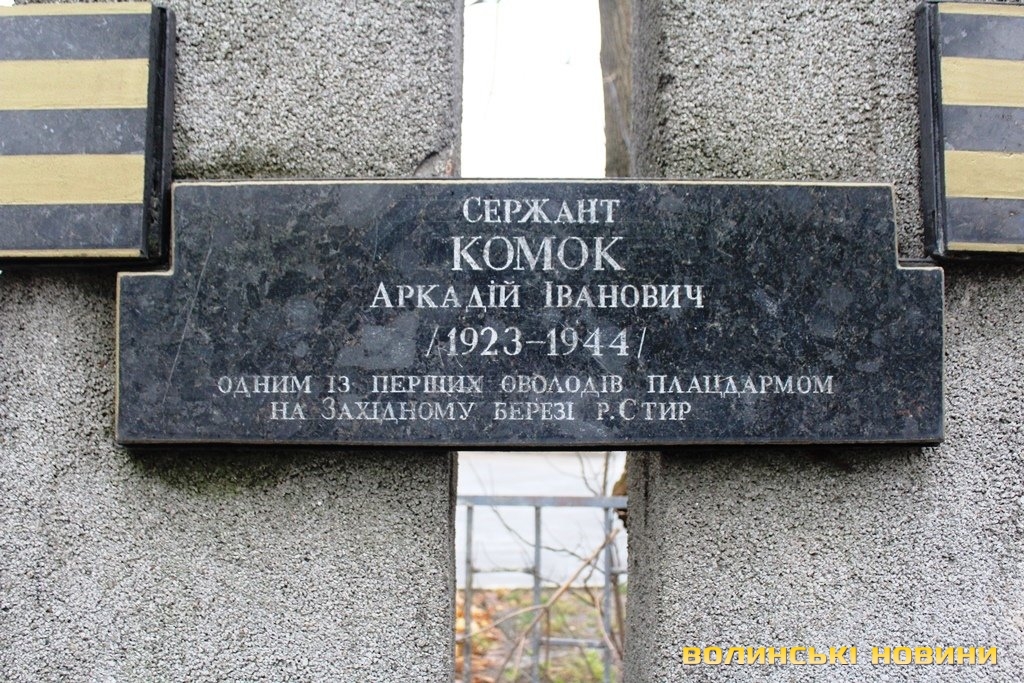 Сержант
КОМОК
Аркадій Іванович
/1923-1944/
одним із перших оволодів плацдармом
на Західному березі р.Стир
ВОЛИНСЬКІ НОВИНИ